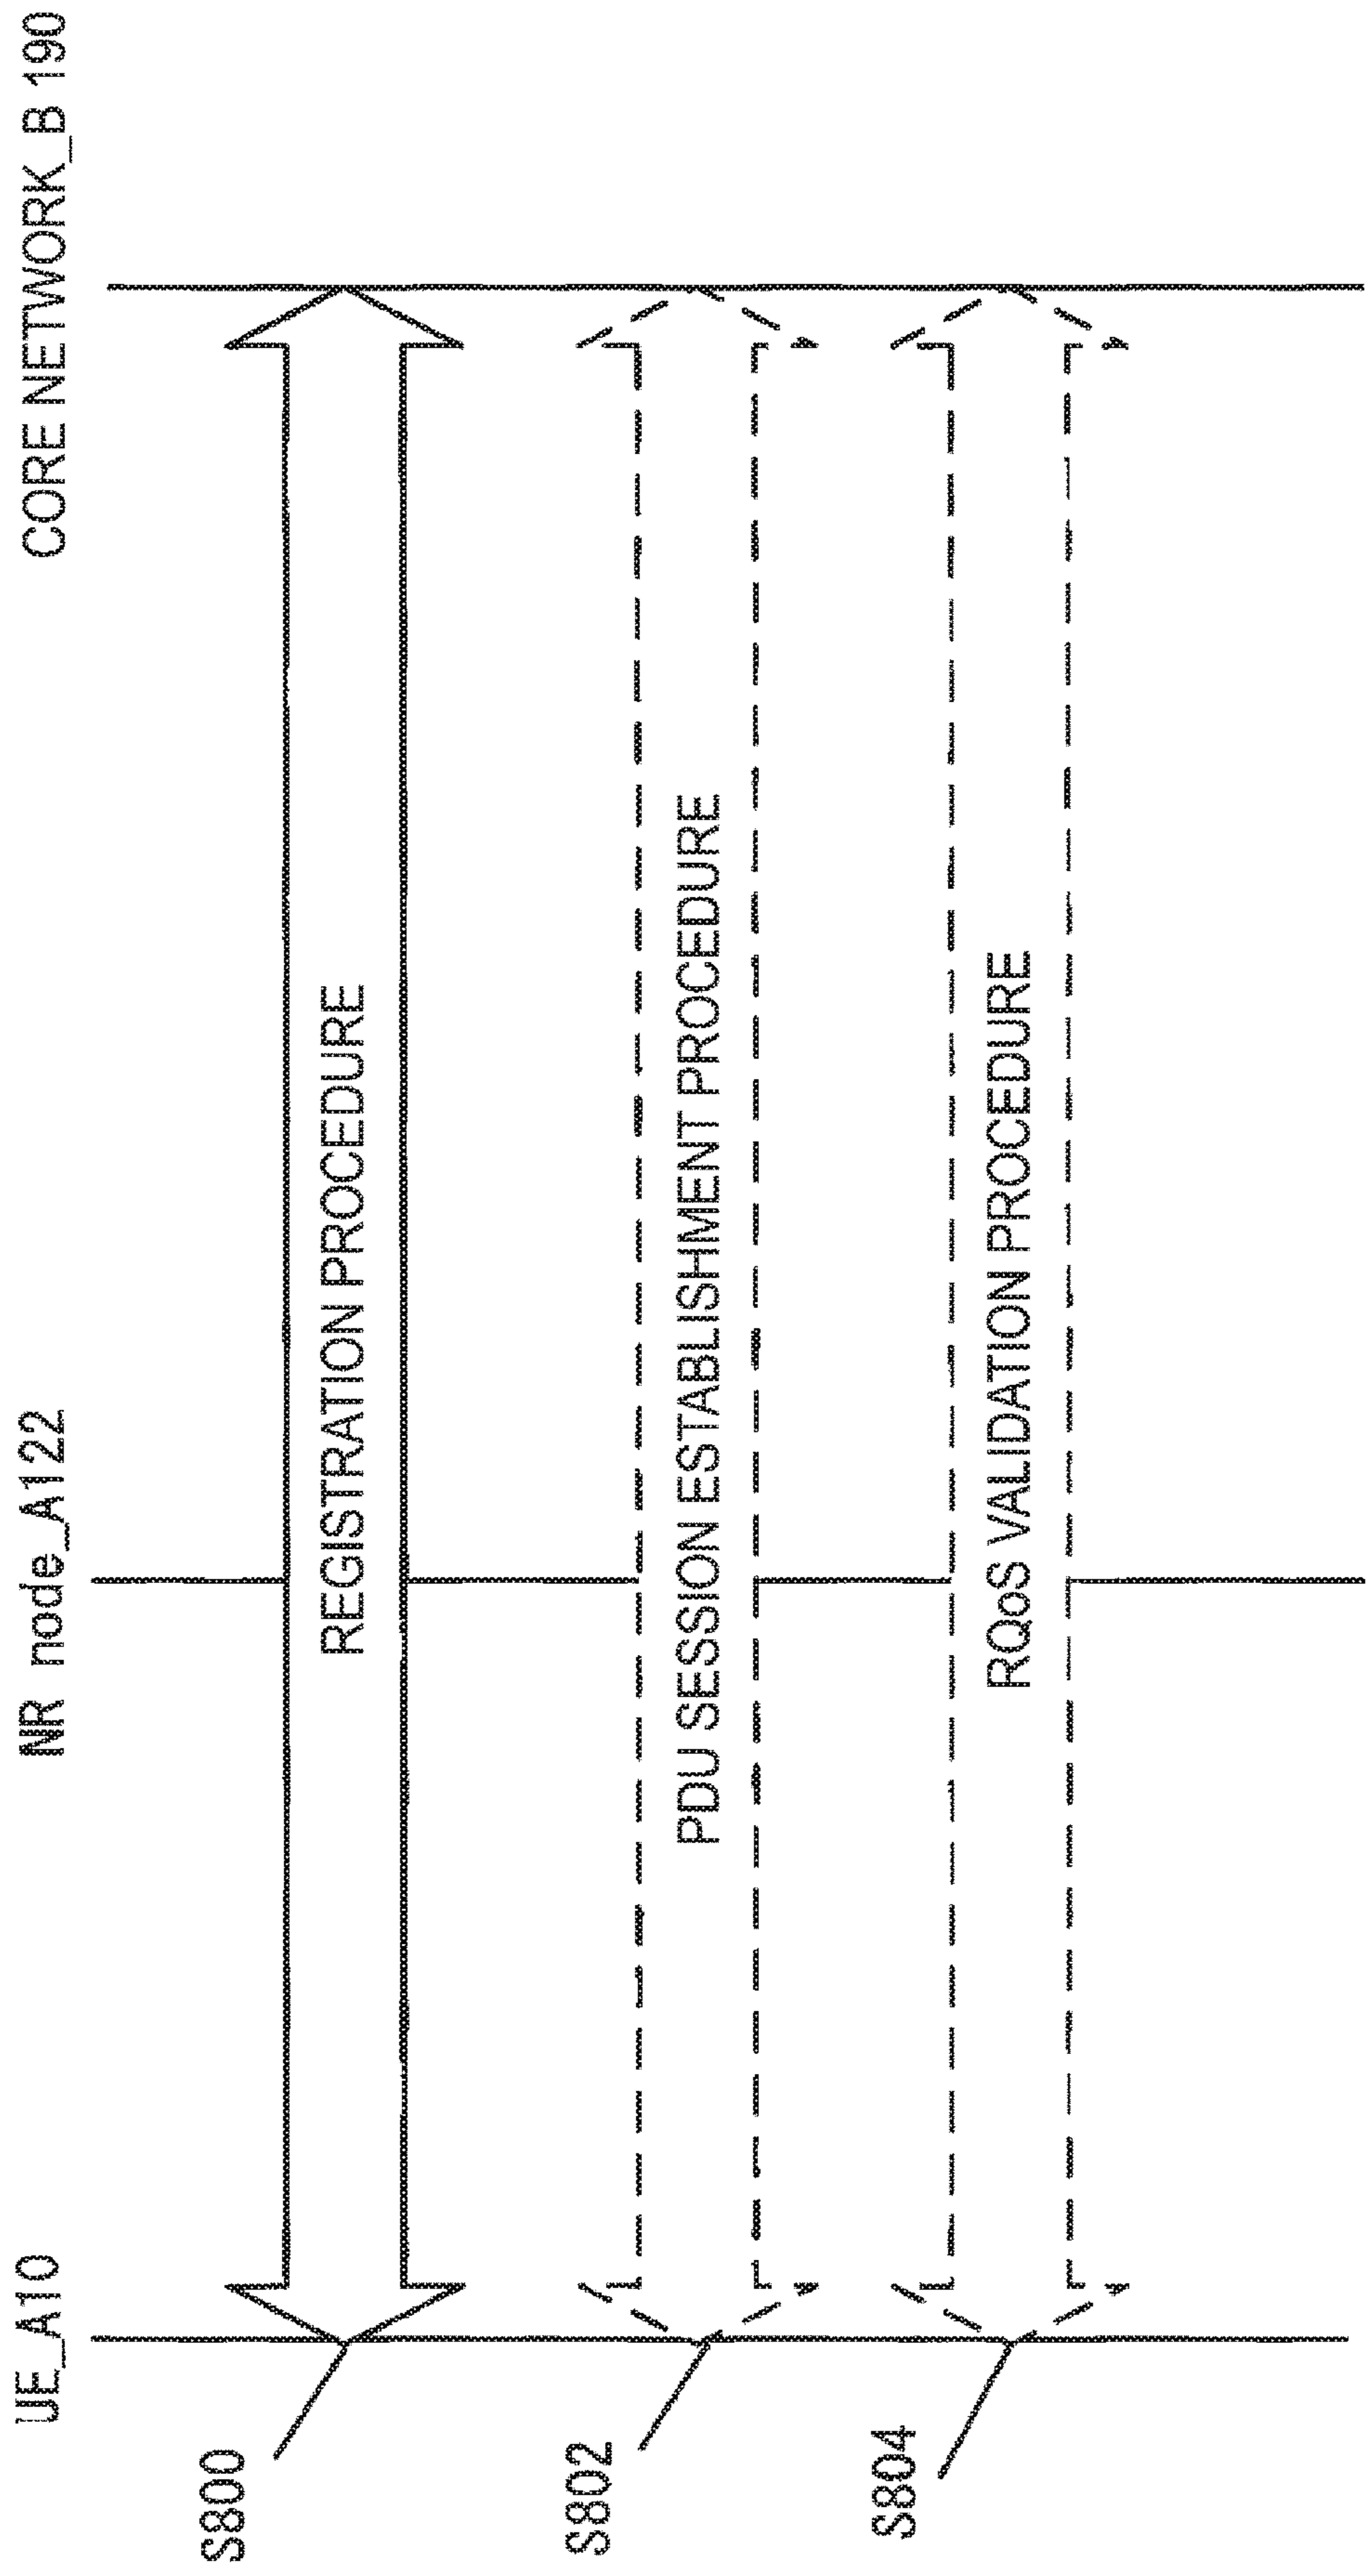 UE_A10
NR node_A122
CORE NETWORK_B 190
S800
REGISTRATION PROCEDURE
S802
PDU SESSION ESTABLISHMENT PROCEDURE
S804
RQoS VALIDATION PROCEDURE